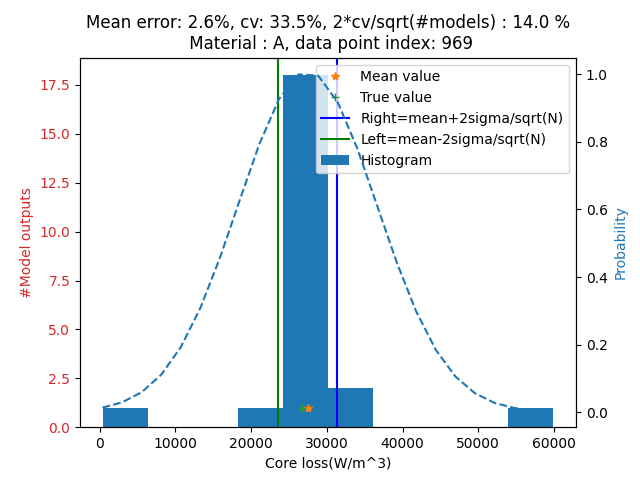 Mean error: 2.6%, cv: 33.5%, 2*cv/sqrt(#models) : 14.0 %
Material : A, data point index: 969
Mean value
True value
Right=mean+2sigma/sqrt(N)
Left=mean-2sigma/sqrt(N)
Histogram
17.5
15.0
12.5
10.0
7.5
5.0
2.5
0.0
#Model outputs
1.0
0.8
0.6
0.4
0.2
0.0
Probability
0 10000 20000 30000 40000 50000 60000
Core loss(W/m^3)